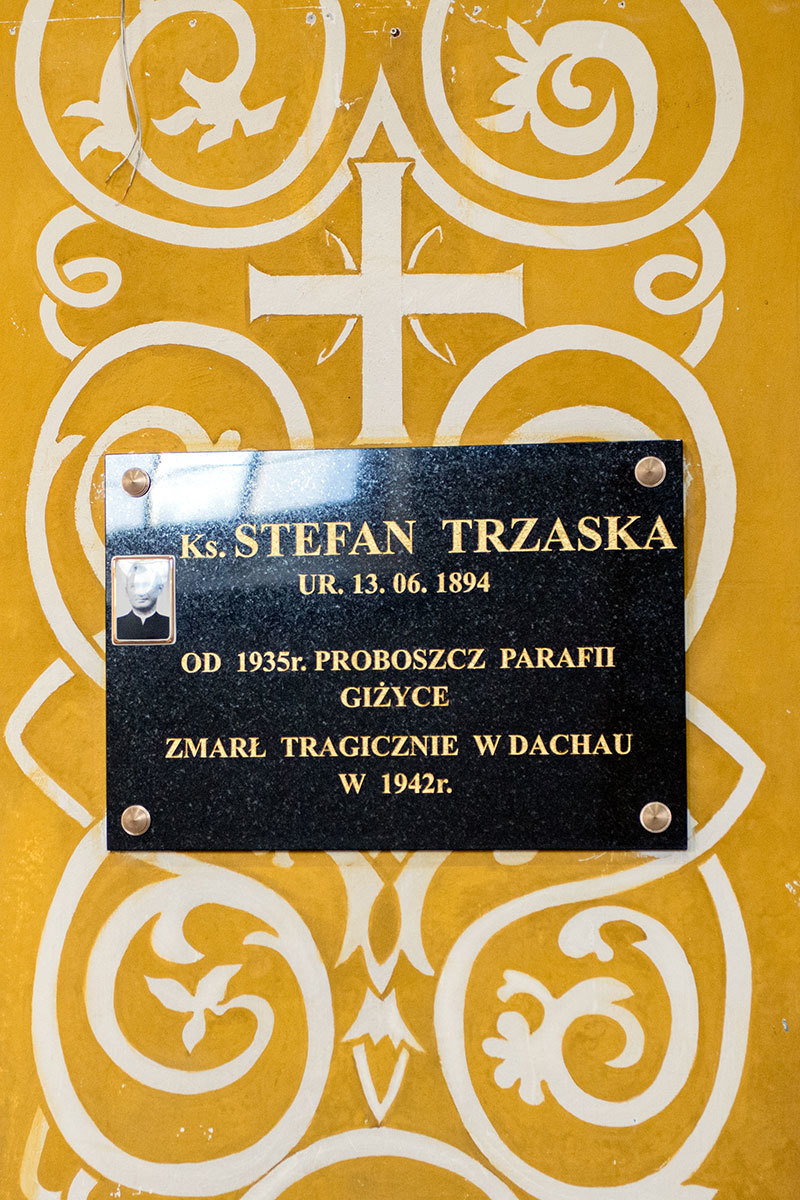 Ks. STEFAN TRZASKA
UR. 13. 06. 1894
OD 1935r. PROBOSZCZ PARAFII
GIŻYCE
ZMARŁ TRAGICZNIE W DACHAU
W 1942r.